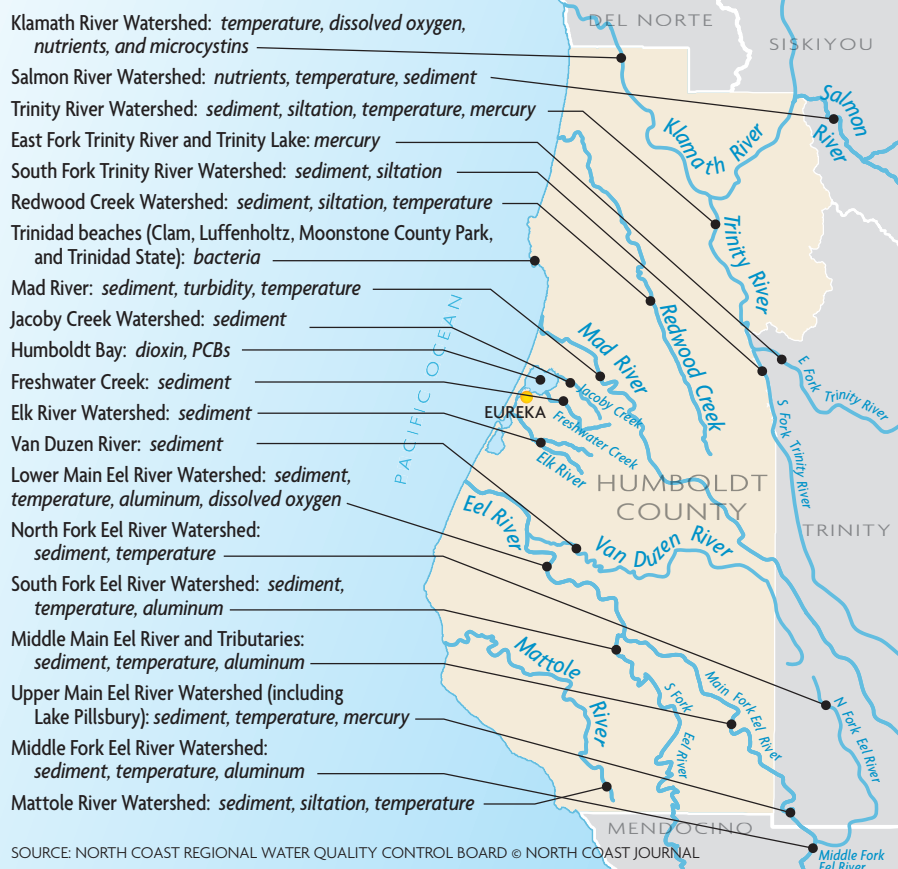 Klamath River Watershed: temperature, dissolved oxygen,
nutrients, and microcystins
Salmon River Watershed: nutrients, temperature, sediment
Trinity River Watershed: sediment, siltation, temperature, mercury
East Fork Trinity River and Trinity Lake: mercury
South Fork Trinity River Watershed: sediment, siltation
Redwood Creek Watershed: sediment, siltation, temperature
Trinidad beaches (Clam, Luffenholtz, Moonstone County Park,
and Trinidad State): bacteria
Mad River: sediment, turbidity, temperature
Jacoby Creek Watershed: sediment
Humboldt Bay: dioxin, PCBs
Freshwater Creek: sediment
Elk River Watershed: sediment
Van Duzen River: sediment
Lower Main Eel River Watershed: sediment,
temperature, aluminum, dissolved oxygen
North Fork Eel River Watershed:
sediment, temperature
South Fork Eel River Watershed: sediment,
temperature, aluminum
Middle Main Eel River and Tributaries:
sediment, temperature, aluminum
Upper Main Eel River Watershed (including
Lake Pillsbury): sediment, temperature, mercury
Middle Fork Eel River Watershed:
sediment, temperature, aluminum
Mattole River Watershed: sediment, siltation, temperature
SOURCE: NORTH COAST REGIONAL WATER QUALITY CONTROL BOARD © NORTH COAST JOURNAL
DEL NORTE
SISKIYOU
Salmon
River
Klamath River
Trinity River
Redwood Creek
Mad River
PACIFIC OCEAN
Jacoby Creek
EUREKA
Freshwater Creek
Elk River
E Fork Trinity River
S Fork Trinity River
HUMBOLDT
COUNTY
TRINITY
Eel River
Van Duzen River
Mattole
River
S Fork
Eel River
Main Fork Eel River
N Fork Eel River
MENDOCINO
Middle Fork
Eel River